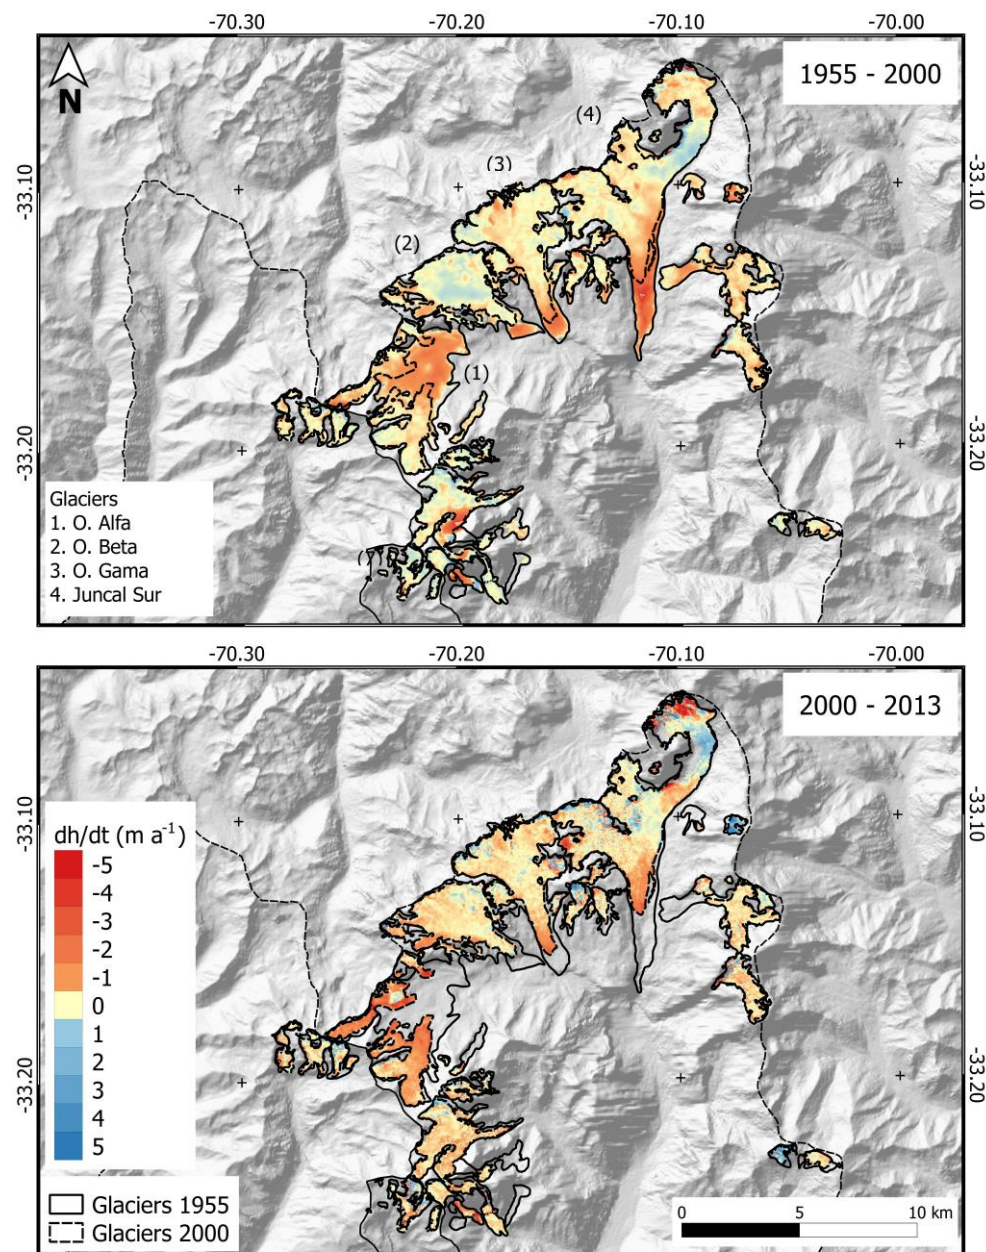 -70.30 -70.20 -70.10 -70.00
N
1955 - 2000
(4)
(3)
-33.10 -33.10
(2)
(1)
-33.20 -33.20
Glaciers
1. O. Alfa
2. O. Beta
3. O. Gama
4. Juncal Sur
-70.30 -70.20 -70.10 -70.00
2000 - 2013
-33.10 -33.10
dh/dt (m a-1)
-5
-4
-3
-2
-1
0
1
2
3
4
5
-33.20 -33.20
Glaciers 1955
Glaciers 2000
0 5 10 km